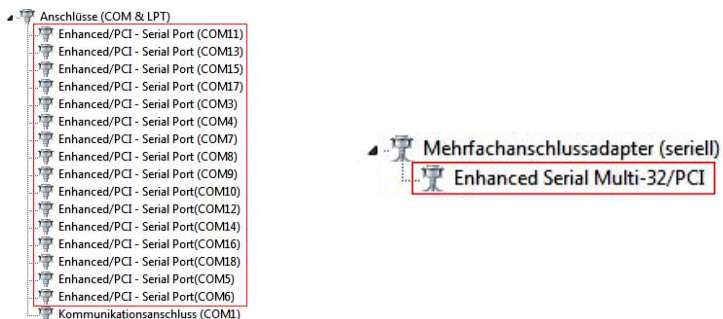 Anschlüsse (COM & LPT)
Enhanced/PCI - Serial Port (COM11)
Enhanced/PCI - Serial Port (COM13)
Enhanced/PCI - Serial Port (COM15)
Enhanced/PCI - Serial Port (COM17)
Enhanced/PCI - Serial Port (COM3)
Enhanced/PCI - Serial Port (COM4)
Enhanced/PCI - Serial Port (COM7)
Enhanced/PCI - Serial Port (COM8)
Enhanced/PCI - Serial Port (COM9)
Enhanced/PCI - Serial Port(COM10)
Enhanced/PCI - Serial Port(COM12)
Enhanced/PCI - Serial Port(COM14)
Enhanced/PCI - Serial Port(COM16)
Enhanced/PCI - Serial Port(COM18)
Enhanced/PCI - Serial Port(COM5)
Enhanced/PCI - Serial Port(COM6)
Kommunikationsanschluss (COM1)
Mehrfachanschlussadapter (seriell)
Enhanced Serial Multi-32/PCI